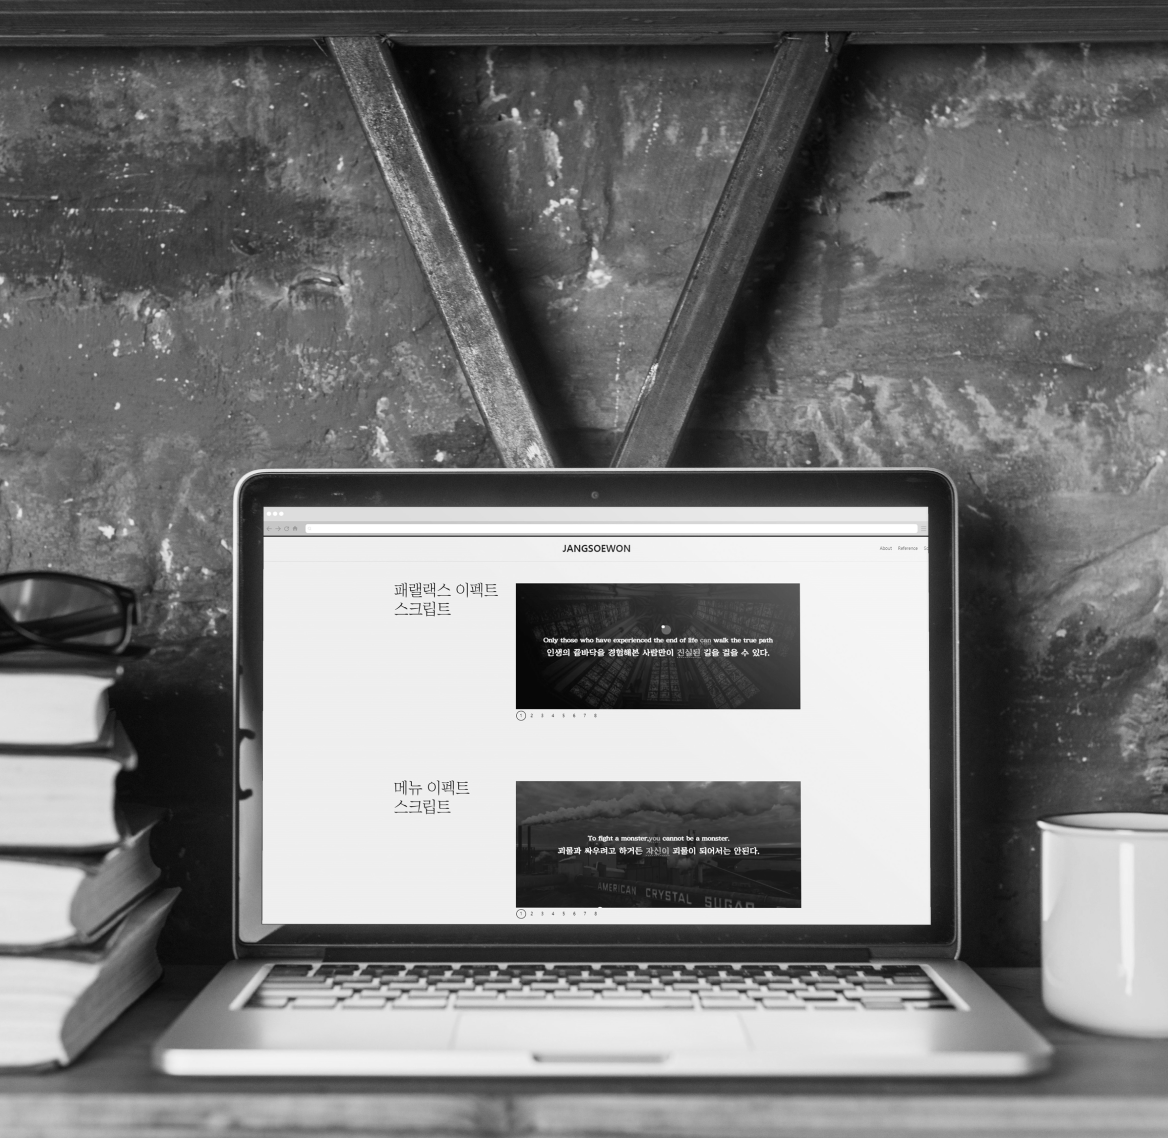 JANGSOEWON
About Reference
패랠랙스 이펙트
스크립트
Only those who have experienced the end of life can walk the true path
인생의 끝바닥을 경험해본 사람만이 진실된 길을 걸을 수 있다.
1 2 3 4 5 6 7 8
메뉴 이펙트
스크립트
To fight a monster,you cannot be a monster.
괴물과 싸우려고 하거든 자신이 괴물이 되어서는 안된다.
AMERICAN CRYSTAL SUGAR
1 2 3 4 5 6 7 8